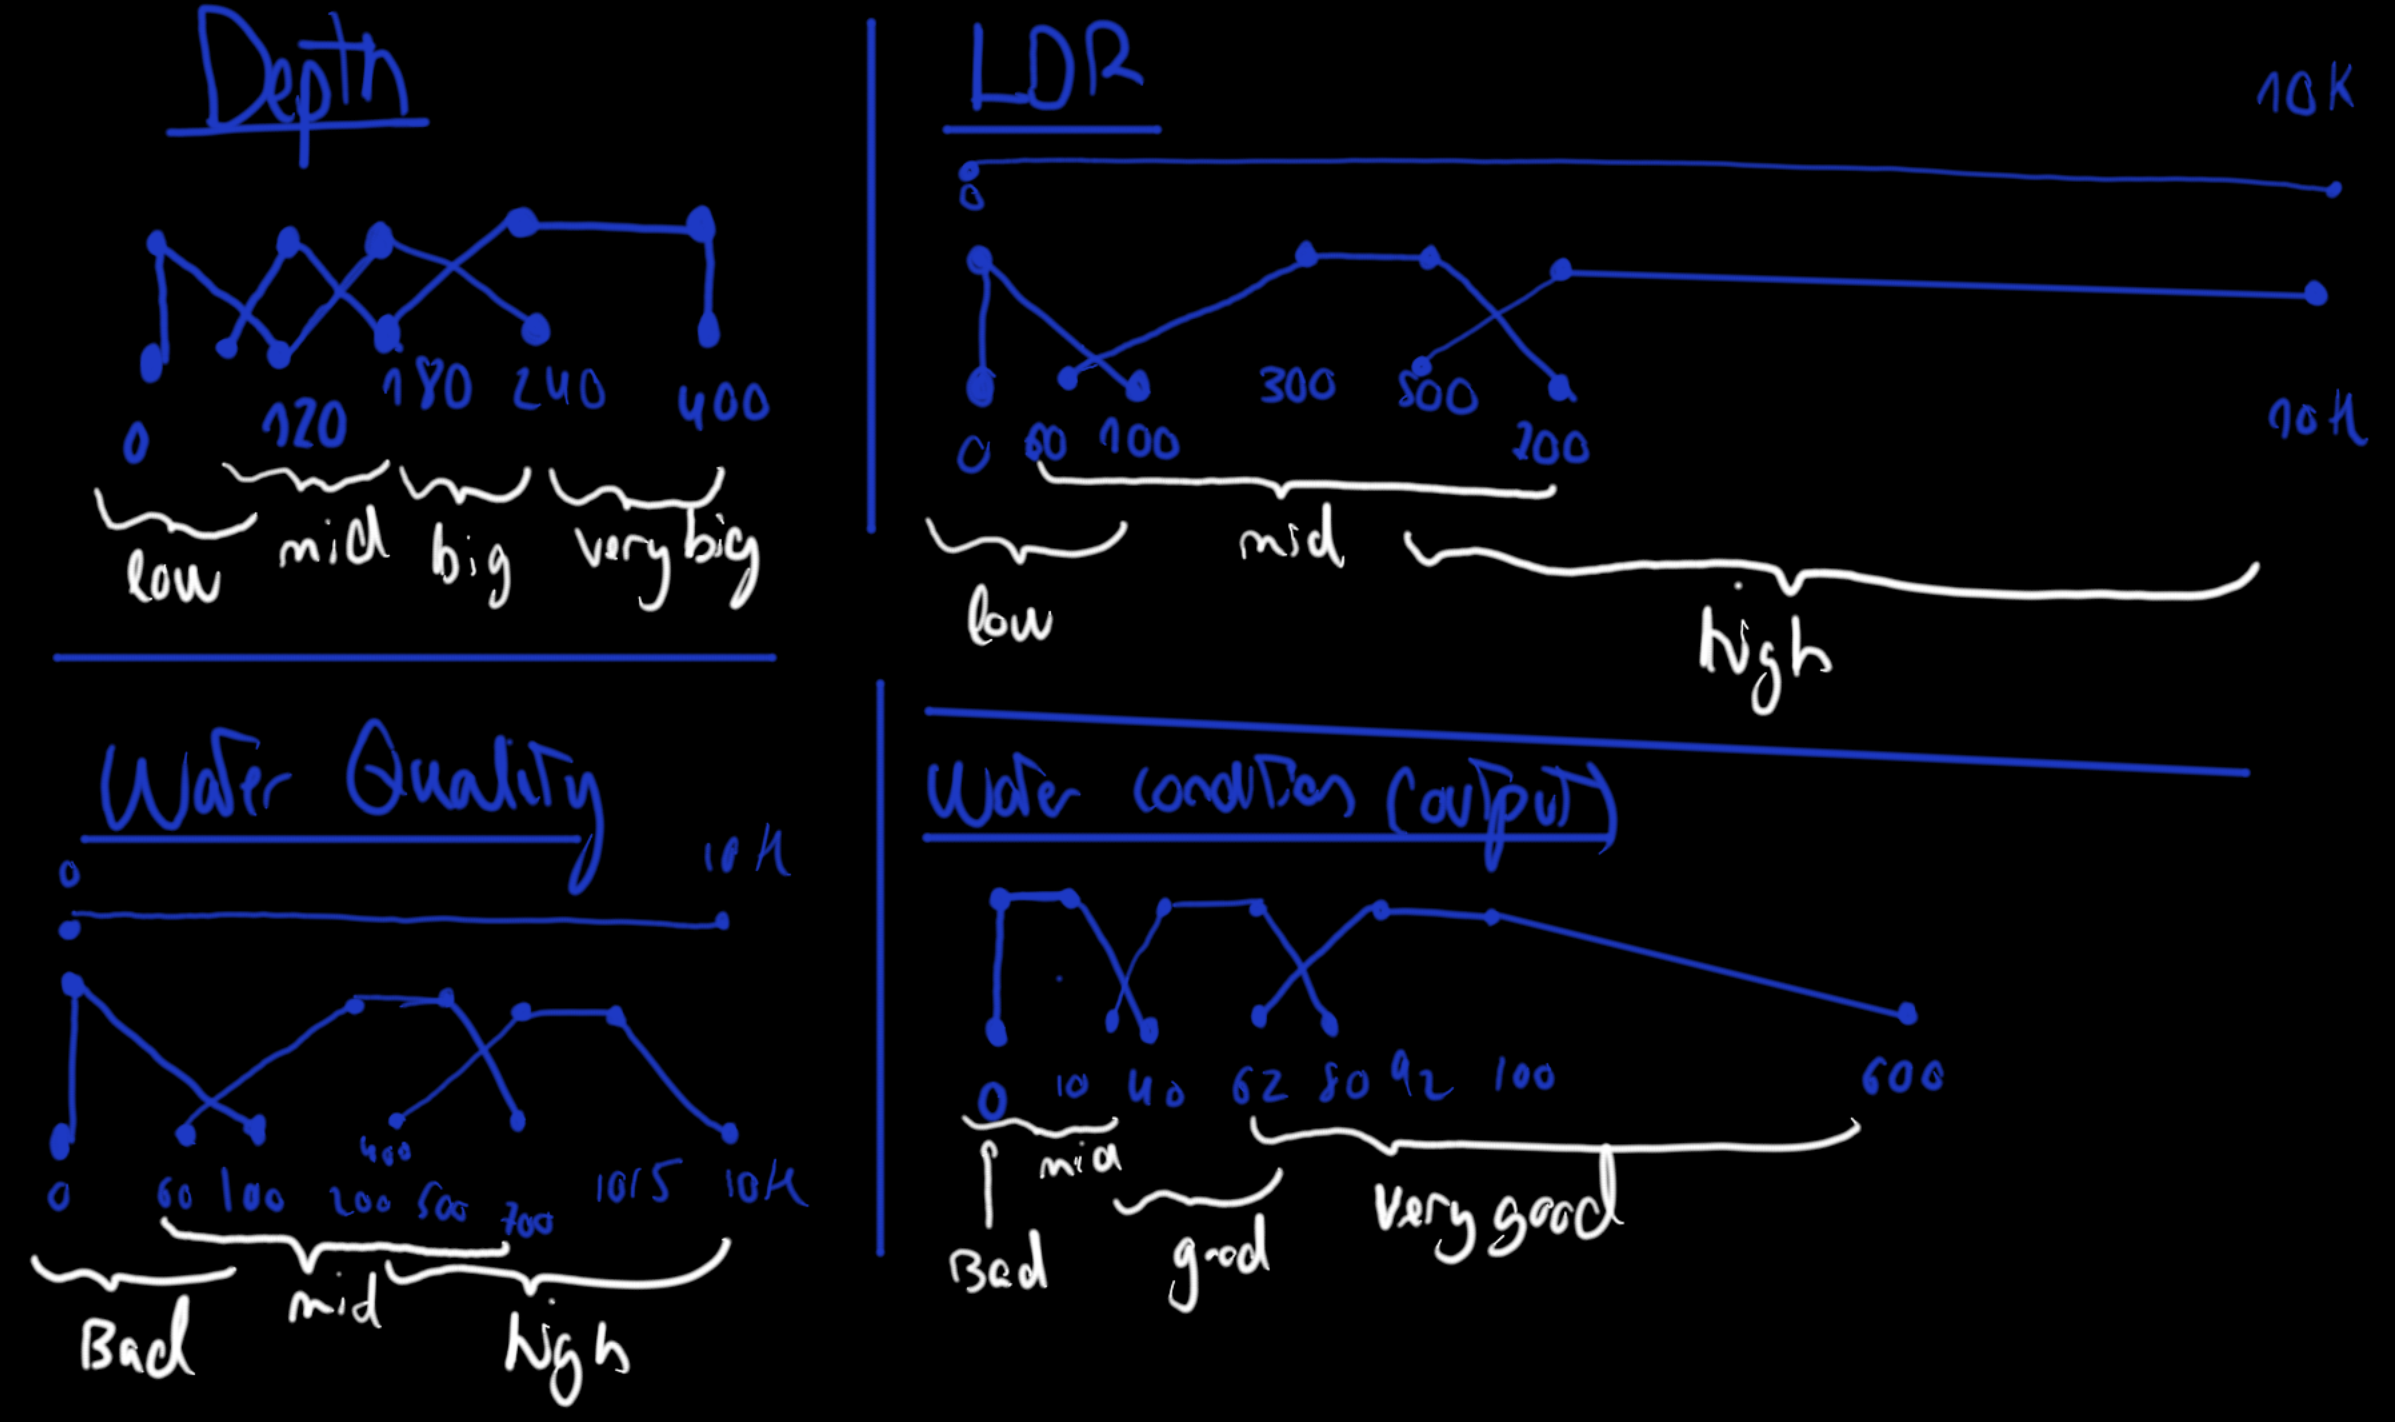 Depth
0 120 180 240 400
low mid big very big
LDR
10K
0
0 60 100 300 500 200 10K
low mid high
Water Quality
0 10K
0 60 100 200 400 500 700 1015 10K
Bad mid high
Water condition (output)
0 10 40 62 80 92 100 600
Bad mid good very good